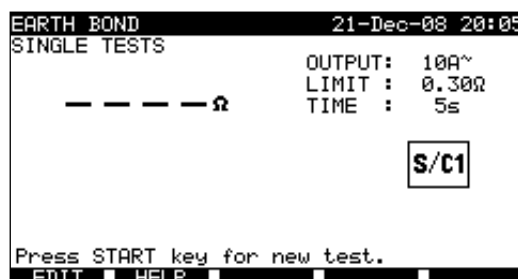 EARTH BOND 21-Dec-08 20:05
SINGLE TESTS
OUTPUT: 10A~
LIMIT : 0.30Ω
– – – – Ω TIME : 5s
S/C1
Press START key for new test.
EDIT HELP